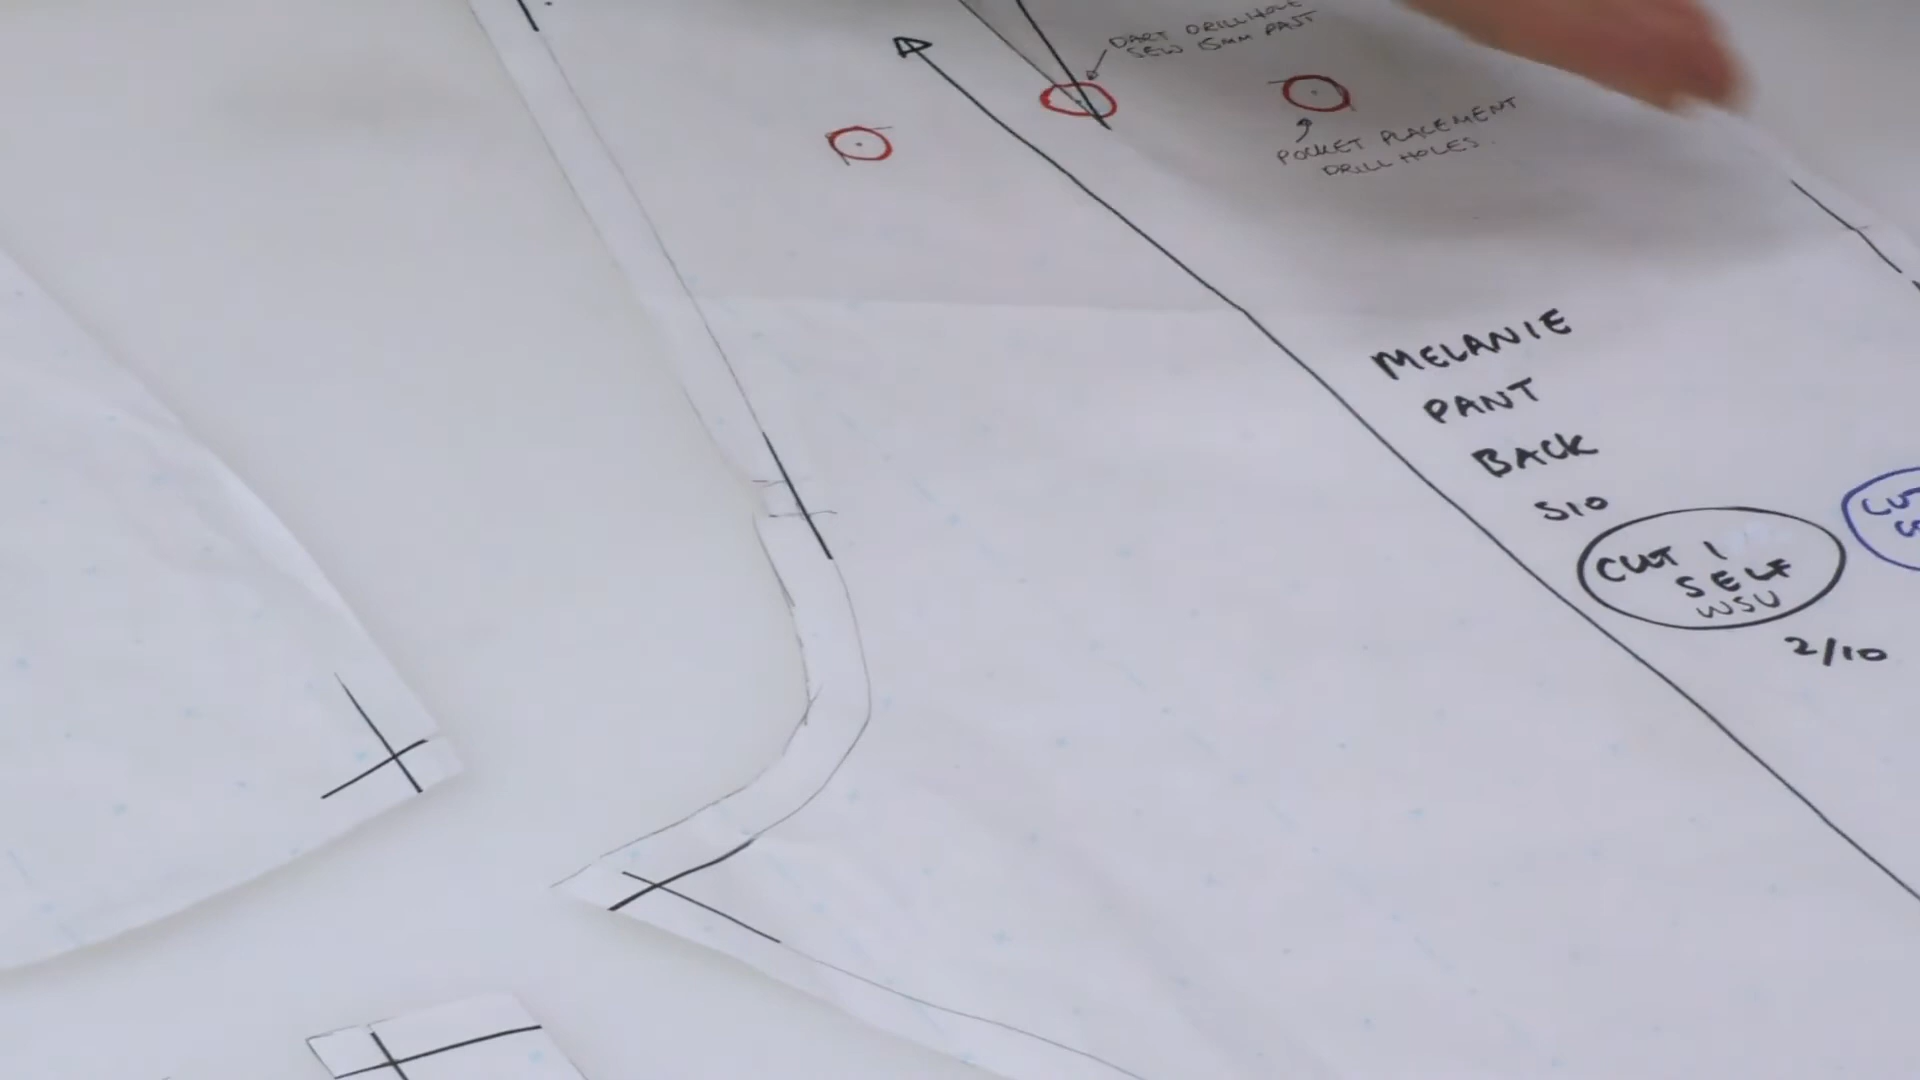 DART DRILLHOLE
SEW 15mm PAST
POCKET PLACEMENT
DRILL HOLES.
MELANIE
PANT
BACK
S10
CUT 1
SELF
WSU
2/10